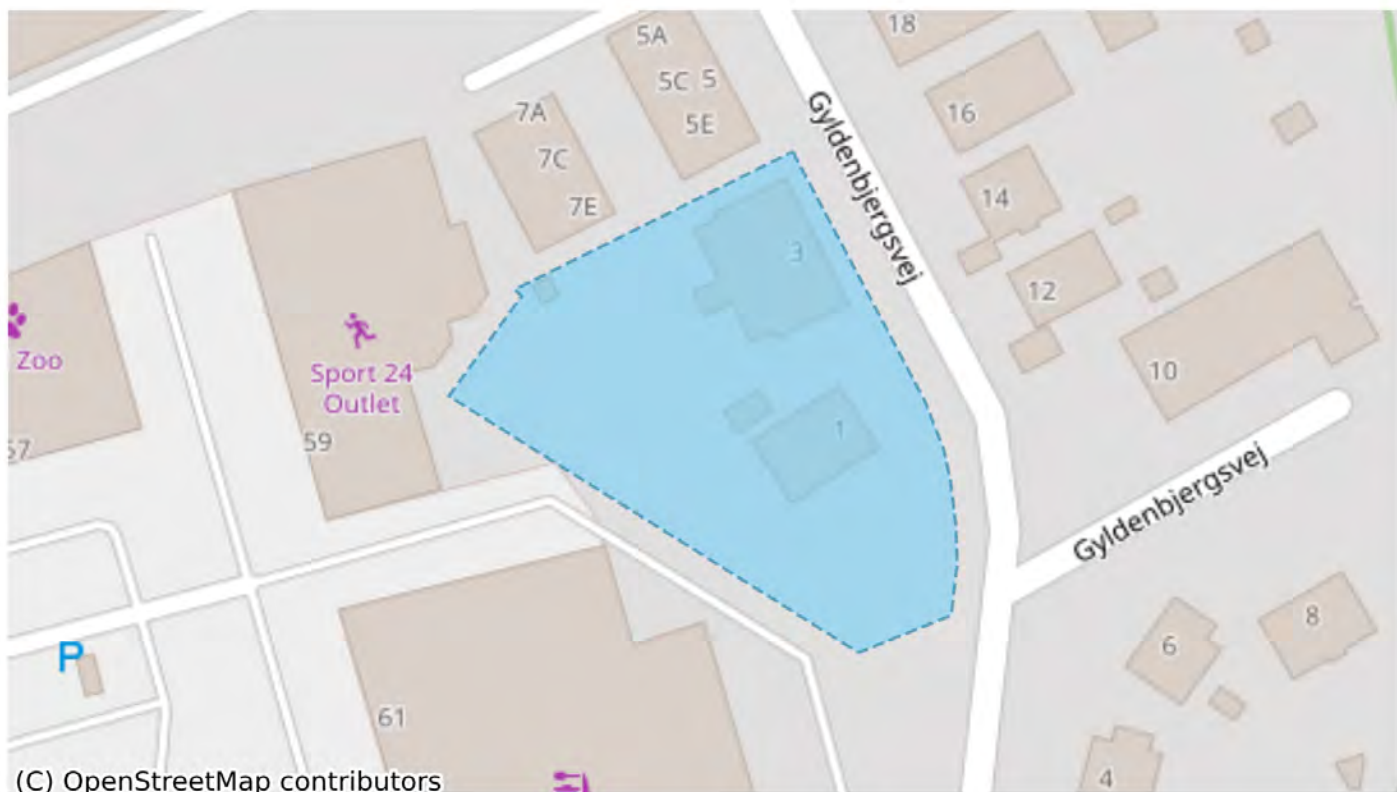 5A
18
5C 5
7A
5E
16
7C
Gyldenbjergsvej
7E
14
3
12
Zoo
Sport 24
Outlet
10
1
59
57
Gyldenbjergsvej
8
6
P
61
4
(C) OpenStreetMap contributors